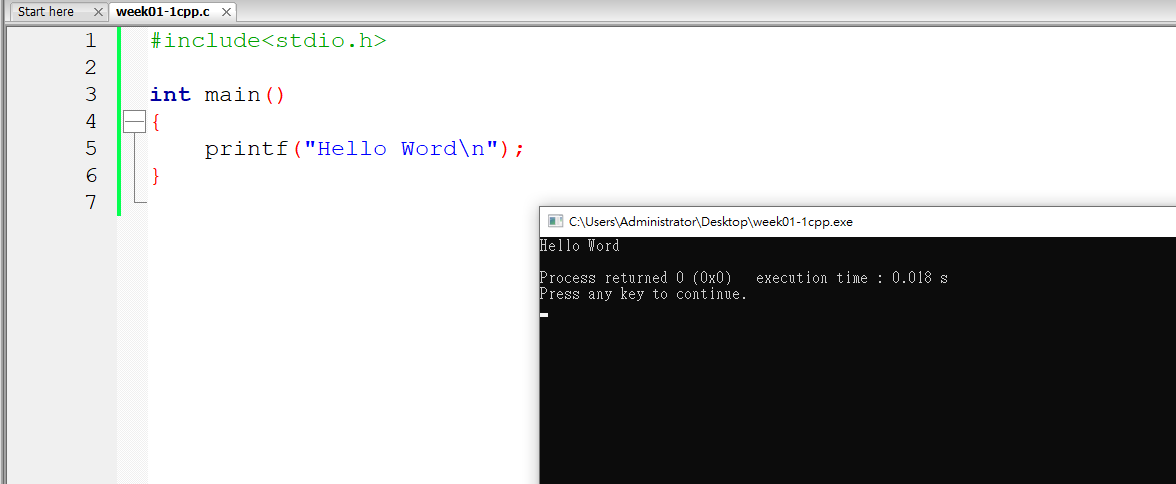 Start here
week01-1cpp.c
1 #include<stdio.h>
2
3 int main()
4 {
5 printf("Hello Word\n");
6 }
7
C:\Users\Administrator\Desktop\week01-1cpp.exe
Hello Word
Process returned 0 (0x0) execution time : 0.018 s
Press any key to continue.